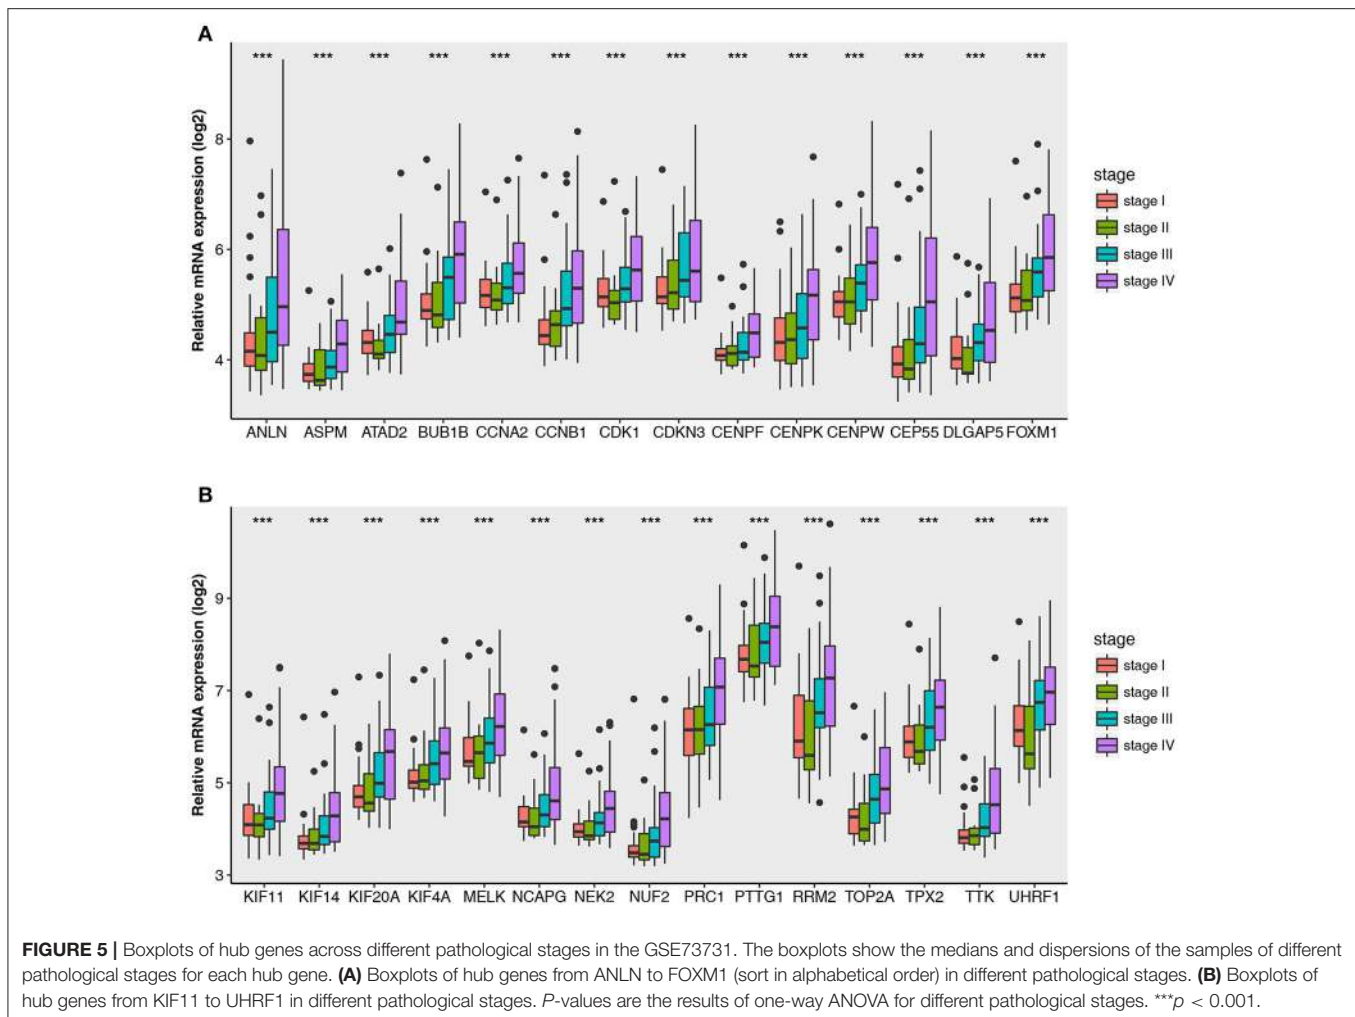 A
*** *** *** *** *** *** *** *** *** *** *** *** *** ***
Relative mRNA expression (log2)
8
6
4
ANLN ASPM ATAD2 BUB1B CCNA2 CCNB1 CDK1 CDKN3 CENPF CENPK CENPW CEP55 DLGAP5 FOXM1
stage
stage I
stage II
stage III
stage IV
B
*** *** *** *** *** *** *** *** *** *** *** *** *** *** ***
Relative mRNA expression (log2)
9
7
5
3
KIF11 KIF14 KIF20A KIF4A MELK NCAPG NEK2 NUF2 PRC1 PTTG1 RRM2 TOP2A TPX2 TTK UHRF1
stage
stage I
stage II
stage III
stage IV
FIGURE 5 | Boxplots of hub genes across different pathological stages in the GSE73731. The boxplots show the medians and dispersions of the samples of different
pathological stages for each hub gene. (A) Boxplots of hub genes from ANLN to FOXM1 (sort in alphabetical order) in different pathological stages. (B) Boxplots of
hub genes from KIF11 to UHRF1 in different pathological stages. P-values are the results of one-way ANOVA for different pathological stages. ***p < 0.001.